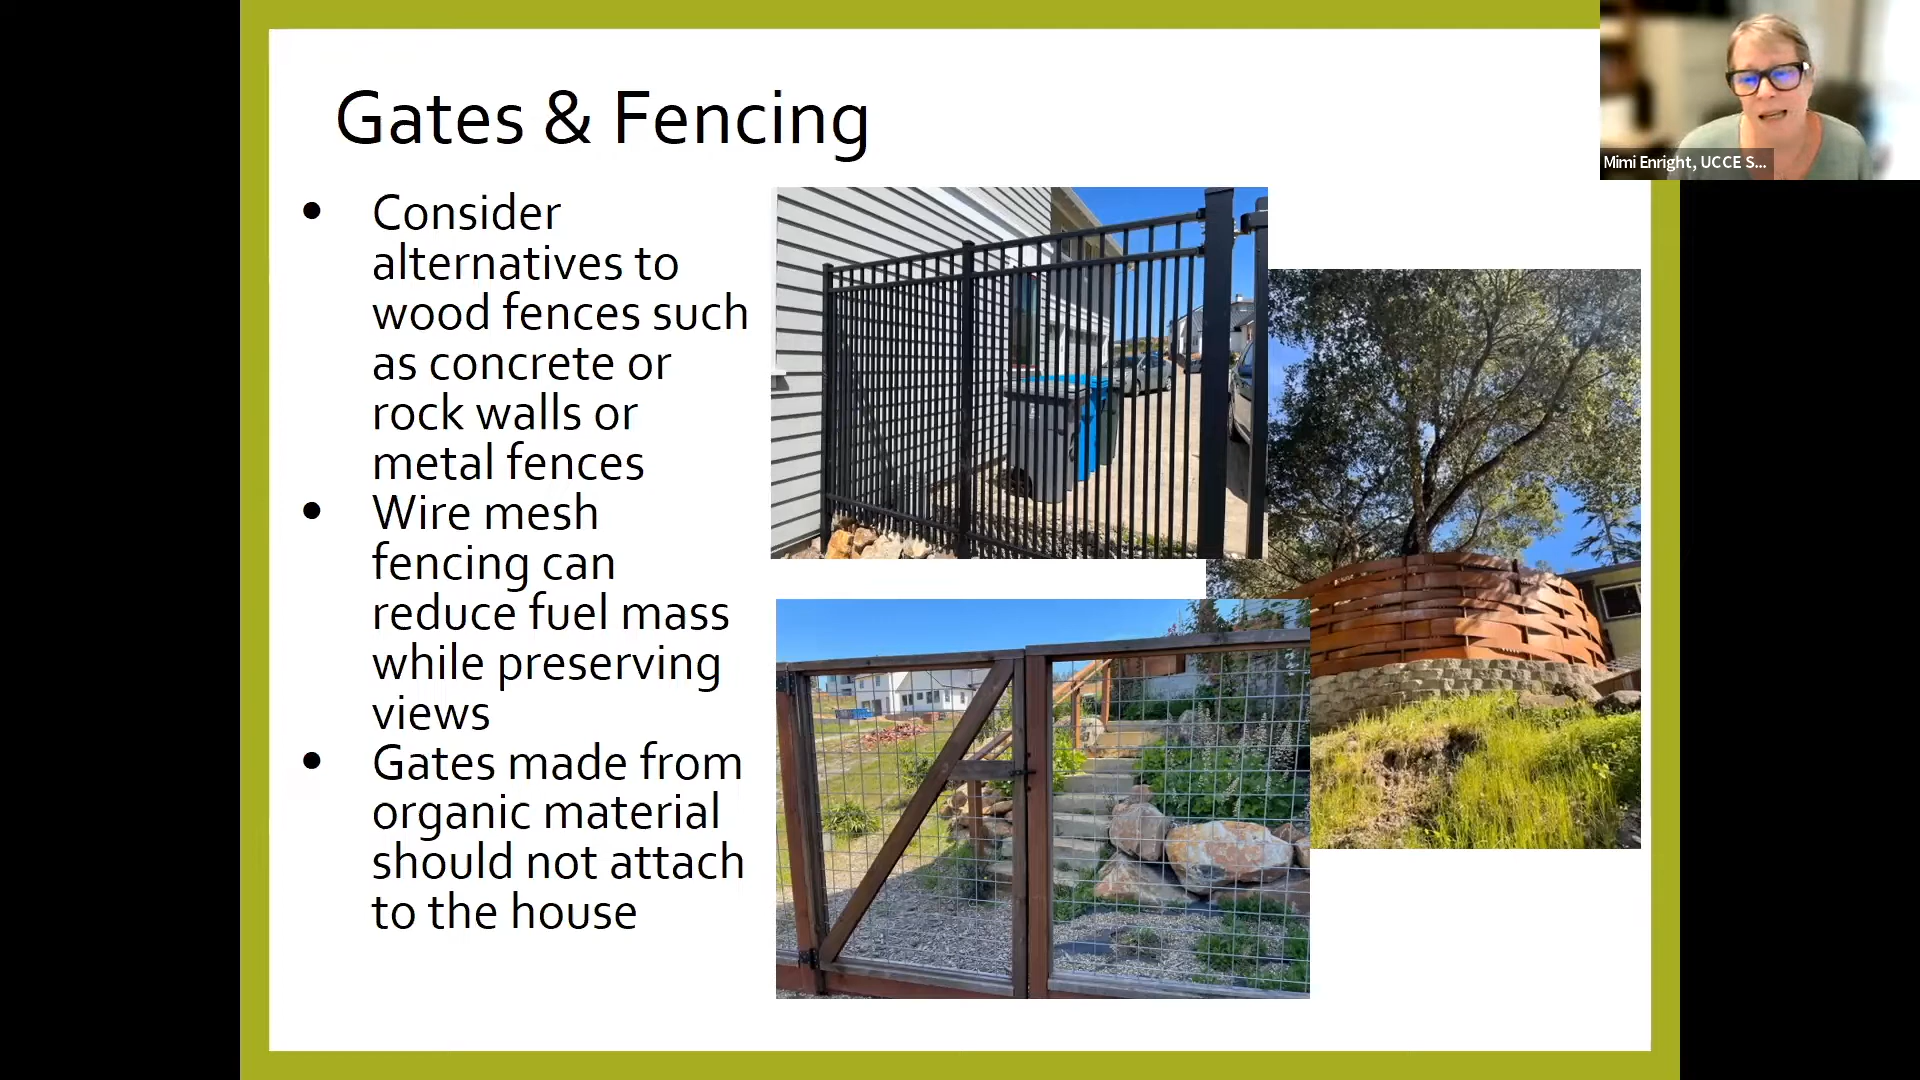 Gates & Fencing
• Consider
alternatives to
wood fences such
as concrete or
rock walls or
metal fences
• Wire mesh
fencing can
reduce fuel mass
while preserving
views
• Gates made from
organic material
should not attach
to the house
Mimi Enright, UCCE S...